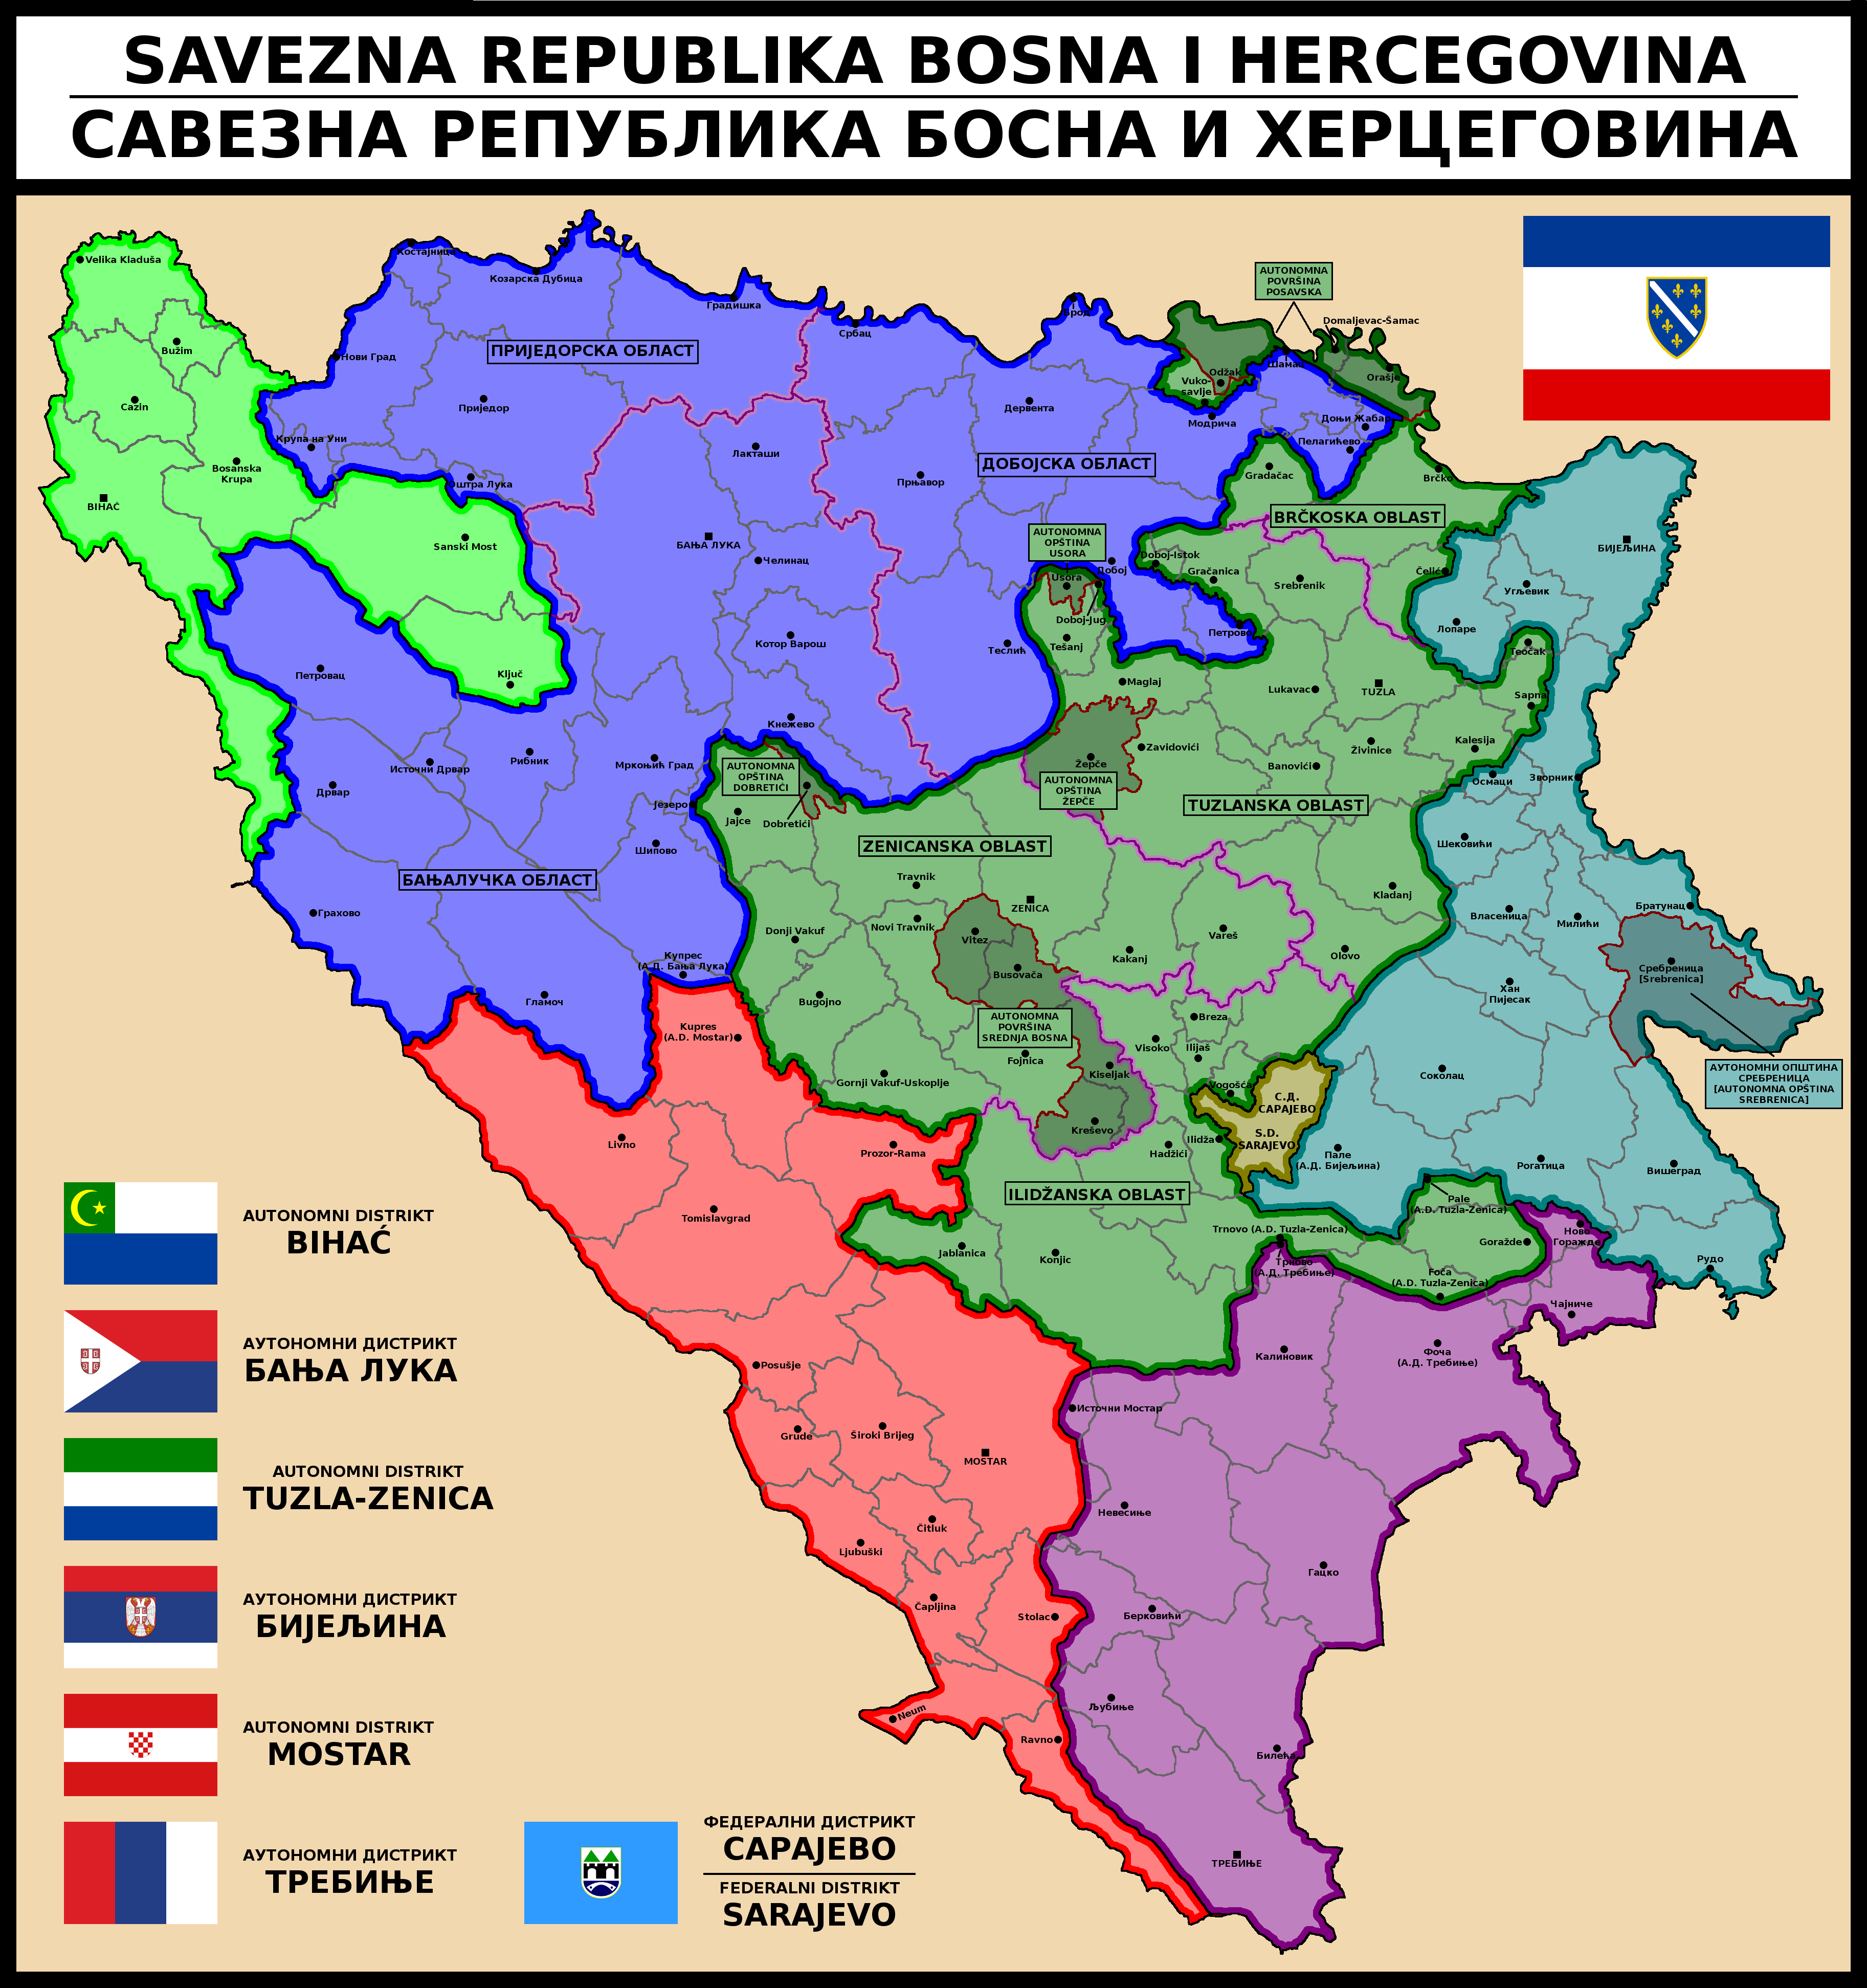 SAVEZNA REPUBLIKA BOSNA I HERCEGOVINA
САВЕЗНА РЕПУБЛИКА БОСНА И ХЕРЦЕГОВИНА
Velika Kladuša
Bužim
Cazin
Bosanska
Krupa
BIHAĆ
Sanski Most
Ključ
Костајница
Козарска Дубица
Градишка
Србац
Брод
Нови Град
ПРИЈЕДОРСКА ОБЛАСТ
Приједор
Крупа на Уни
Оштра Лука
Лакташи
БАЊА ЛУКА
Челинац
Котор Варош
Кнежево
Дервента
ДОБОЈСКА ОБЛАСТ
Прњавор
Теслић
Добој
Модрича
Шамац
Доњи Жабар
Пелагићево
Петрово
Петровац
Источни Дрвар
Рибник
Мркоњић Град
Дрвар
Језеро
Шипово
БАЊАЛУЧКА ОБЛАСТ
Грахово
Гламоч
Купрес
(А.Д. Бања Лука)
AUTONOMNA
POVRŠINA
POSAVSKA
Domaljevac-Šamac
Odžak
Vuko-
savlje
Orašje
Gradačac
Brčko
BRČKOSKA OBLAST
AUTONOMNA
OPŠTINA
USORA
Usora
Doboj-Jug
Tešanj
Doboj-Istok
Gračanica
Srebrenik
Čelić
Maglaj
Lukavac
TUZLA
Teočak
Sapna
Kalesija
Živinice
Banovići
Zavidovići
Žepče
AUTONOMNA
OPŠTINA
ŽEPČE
TUZLANSKA OBLAST
Kladanj
Olovo
AUTONOMNA
OPŠTINA
DOBRETIĆI
Jajce
Dobretići
ZENICANSKA OBLAST
Travnik
ZENICA
Novi Travnik
Vitez
Busovača
Donji Vakuf
Bugojno
Kakanj
Vareš
AUTONOMNA
POVRŠINA
SREDNJA BOSNA
Fojnica
Gornji Vakuf-Uskoplje
Kiseljak
Kreševo
Visoko
Breza
Ilijaš
Vogošća
Ilidža
Hadžići
С.Д.
САРАЈЕВО
S.D.
SARAJEVO
ILIDŽANSKA OBLAST
Jablanica
Konjic
Trnovo (A.D. Tuzla-Zenica)
Pale
(A.D. Tuzla-Zenica)
Goražde
Foča
(A.D. Tuzla-Zenica)
БИЈЕЉИНА
Угљевик
Лопаре
Осмаци
Зворник
Шековићи
Власеница
Милићи
Братунац
Сребреница
[Srebrenica]
Хан
Пијесак
АУТОНОМНИ ОПШТИНА
СРЕБРЕНИЦА
[AUTONOMNA OPŠTINA
SREBRENICA]
Соколац
Пале
(А.Д. Бијељина)
Рогатица
Вишеград
Рудо
Ново
Горажде
Чајниче
Трново
(А.Д. Требиње)
Калиновик
Фоча
(А.Д. Требиње)
Источни Мостар
Невесиње
Гацко
Берковићи
Љубиње
Билећа
ТРЕБИЊЕ
Kupres
(A.D. Mostar)
Livno
Prozor-Rama
Tomislavgrad
Posušje
Grude
Široki Brijeg
MOSTAR
Čitluk
Ljubuški
Čapljina
Stolac
Neum
Ravno
AUTONOMNI DISTRIKT
BIHAĆ
АУТОНОМНИ ДИСТРИКТ
БАЊА ЛУКА
AUTONOMNI DISTRIKT
TUZLA-ZENICA
АУТОНОМНИ ДИСТРИКТ
БИЈЕЉИНА
AUTONOMNI DISTRIKT
MOSTAR
АУТОНОМНИ ДИСТРИКТ
ТРЕБИЊЕ
ФЕДЕРАЛНИ ДИСТРИКТ
САРАЈЕВО
FEDERALNI DISTRIKT
SARAJEVO